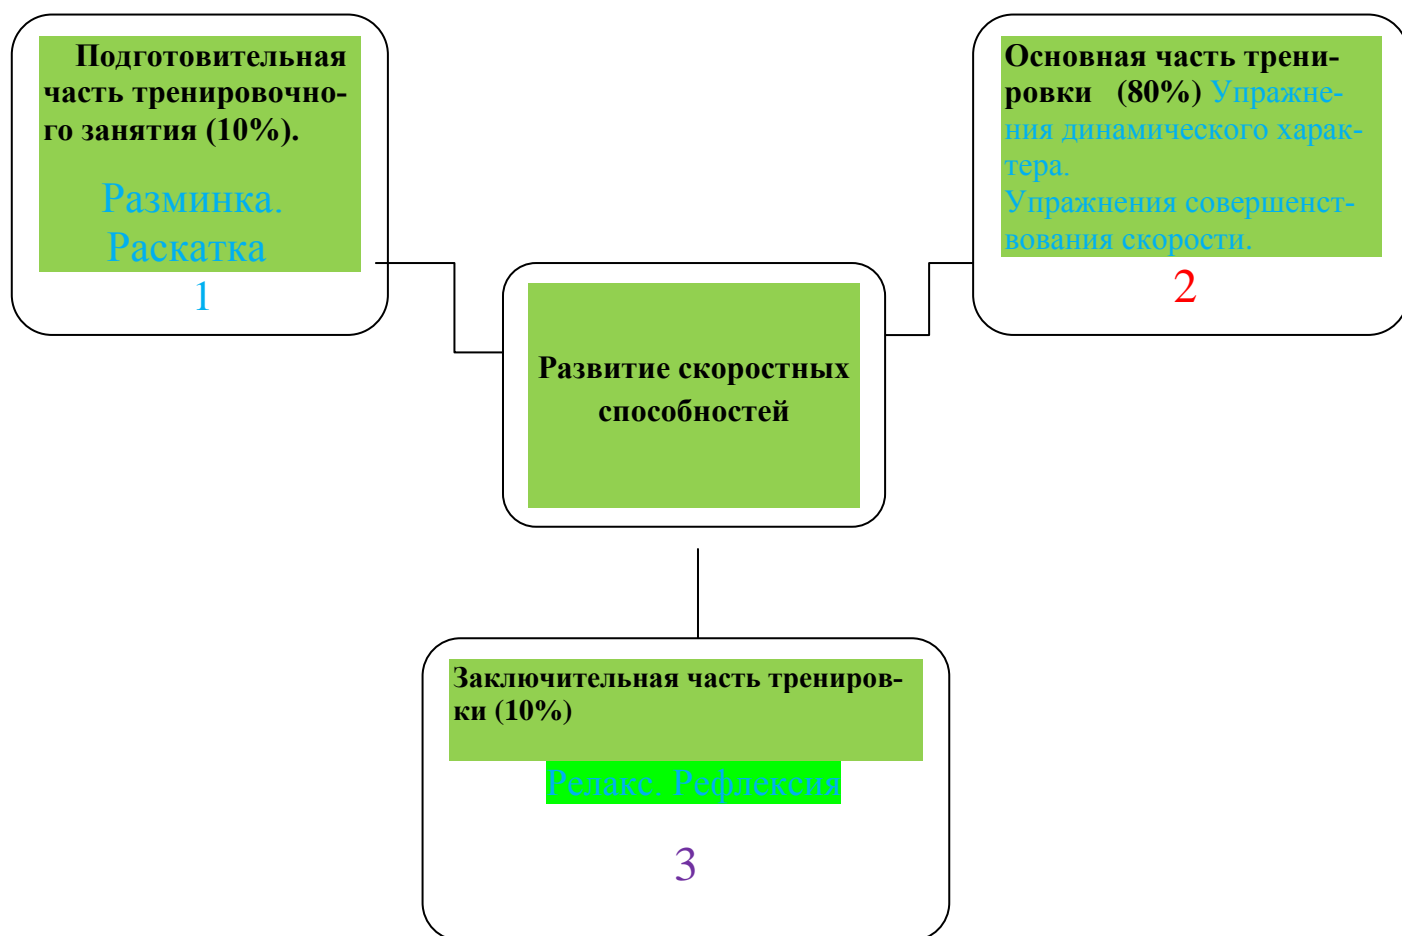 Подготовительная
часть тренировочно-
го занятия (10%).
Разминка.
Раскатка
1
Основная часть трени-
ровки (80%) Упражне-
ния динамического харак-
тера.
Упражнения совершенст-
вования скорости.
2
Развитие скоростных
способностей
Заключительная часть трениров-
ки (10%)
Релакс. Рефлексия
3